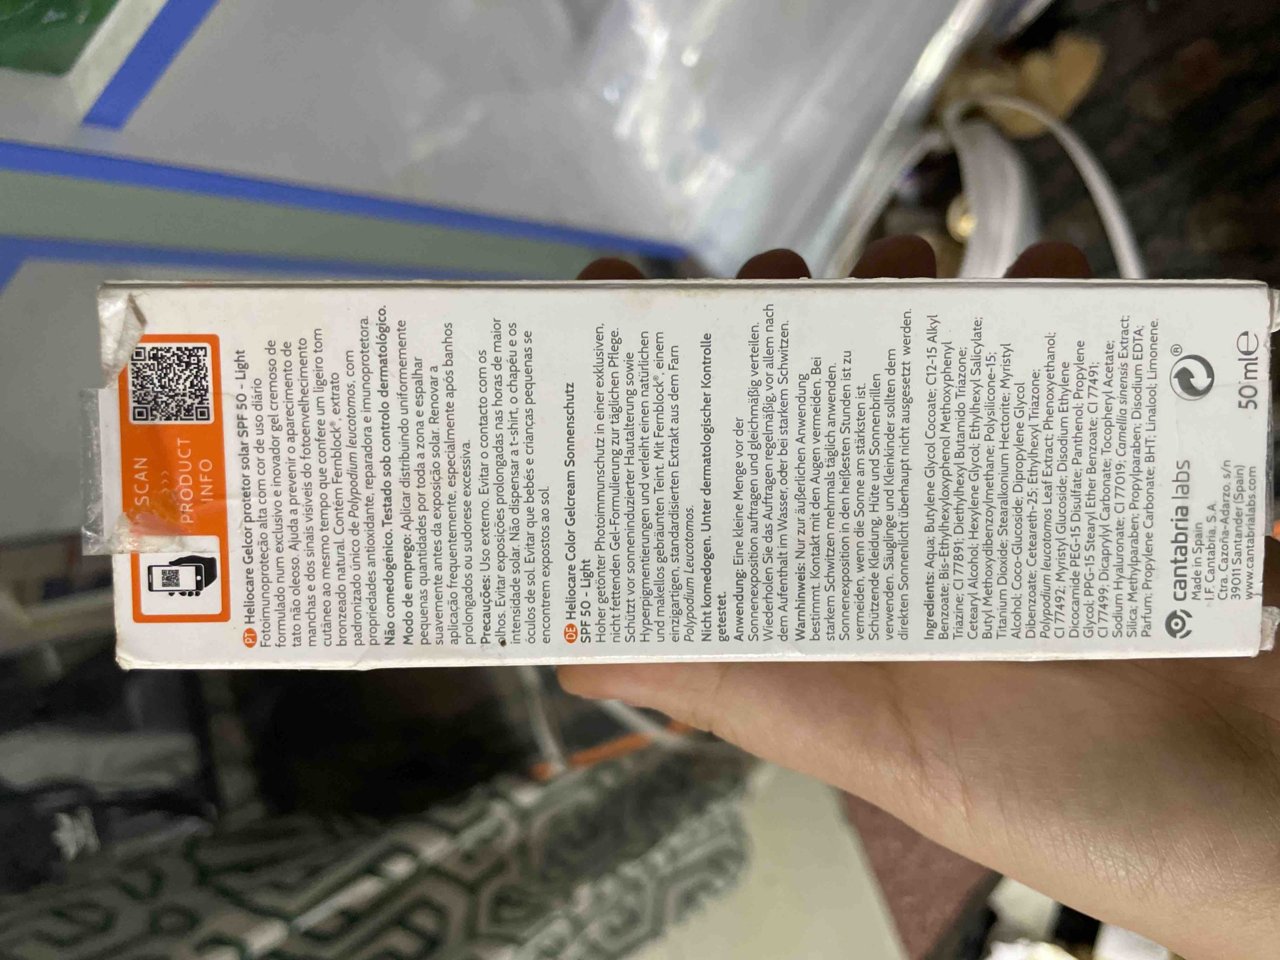 SCAN
›››››
PRODUCT
INFO
PT Heliocare Gelcor protetor sola SPF 50 - Light
Fotoimunoproteção alta com cor de uso diário
formulado num exclusivo e inovador gel cremoso de
tato não oleoso. Ajuda a prevenir o aparecimento de
manchas e dos sinais visíveis do fotoenvelhecimento
cutâneo ao mesmo tempo que confere um ligeiro tom
bronzeado natural. Contém Fernblock®, extrato
padronizado único de Polypodium leucotomos, com
propriedades antioxidante, reparadora e imunoprotetora.
Não comedogénico. Testado sob controlo dermatológico.
Modo de emprego: Aplicar distribuindo uniformemente
pequenas quantidades por toda a zona e espalhar
suavemente antes da exposição solar. Renovar a
aplicação frequentemente, especialmente após banhos
prolongados ou sudorese excessiva.
Precauções: Uso externo. Evitar o contacto com os
olhos. Evitar exposições prolongadas nas horas de maior
intensidade solar. Não dispensar a t-shirt, o chapéu e os
óculos de sol. Evitar que bebés e crianças pequenas se
encontrem expostos ao sol.
DE Heliocare Color Gelcream Sonnenschutz
SPF 50 - Light
Hoher getönter Photoimmunschutz in einer exklusiven,
nicht fettenden Gel-Formulierung zur täglichen Pflege.
Schützt vor sonneninduzierter Hautalterung sowie
Hyperpigmentierungen und verleiht einen natürlichen
und makellos gebräunten Teint. Mit Fernblock®, einem
einzigartigen, standardisierten Extrakt aus dem Farn
Polypodium Leucotomos.
Nicht komedogen. Unter dermatologischer Kontrolle
getestet.
Anwendung: Eine kleine Menge vor der
Sonnenexposition auftragen und gleichmäßig verteilen.
Wiederholen Sie das Auftragen regelmäßig, vor allem nach
dem Aufenthalt im Wasser, oder bei starkem Schwitzen.
Warnhinweis: Nur zur äußerlichen Anwendung
bestimmt. Kontakt mit den Augen vermeiden. Bei
starkem Schwitzen mehrmals täglich anwenden.
Sonnenexposition in den heißesten Stunden ist zu
vermeiden, wenn die Sonne am stärksten ist.
Schützende Kleidung, Hüte und Sonnenbrillen
verwenden. Säuglinge und Kleinkinder sollten dem
direkten Sonnenlicht überhaupt nicht ausgesetzt werden.
Ingredients: Aqua; Butylene Glycol Cocoate; C12-15 Alkyl
Benzoate; Bis-Ethylhexyloxyphenol Methoxyphenyl
Triazine; CI 77891; Diethylhexyl Butamido Triazone;
Cetearyl Alcohol; Hexylene Glycol; Ethylhexyl Salicylate;
Butyl Methoxydibenzoylmethane; Polysilicone-15;
Titanium Dioxide; Stearalkonium Hectorite; Myristyl
Alcohol; Coco-Glucoside; Dipropylene Glycol
Dibenzoate; Ceteareth-25; Ethylhexyl Triazone;
Polypodium leucotomos Leaf Extract; Phenoxyethanol;
CI 77492; Myristyl Glucoside; Disodium Ethylene
Dicocamide PEG-15 Disulfate; Panthenol; Propylene
Glycol; PPG-15 Stearyl Ether Benzoate; CI 77491;
CI 77499; Dicaprylyl Carbonate; Tocopheryl Acetate;
Sodium Hyaluronate; CI 77019; Camellia sinensis Extract;
Silica; Methylparaben; Propylparaben; Disodium EDTA;
Parfum; Propylene Carbonate; BHT; Linalool; Limonene.
cantabria labs
Made in Spain
I.F. Cantabria, S.A.
Ctra. Cazoña-Adarzo, s/n
39011 Santander (Spain)
www.cantabrialabs.com
®
50 ml℮